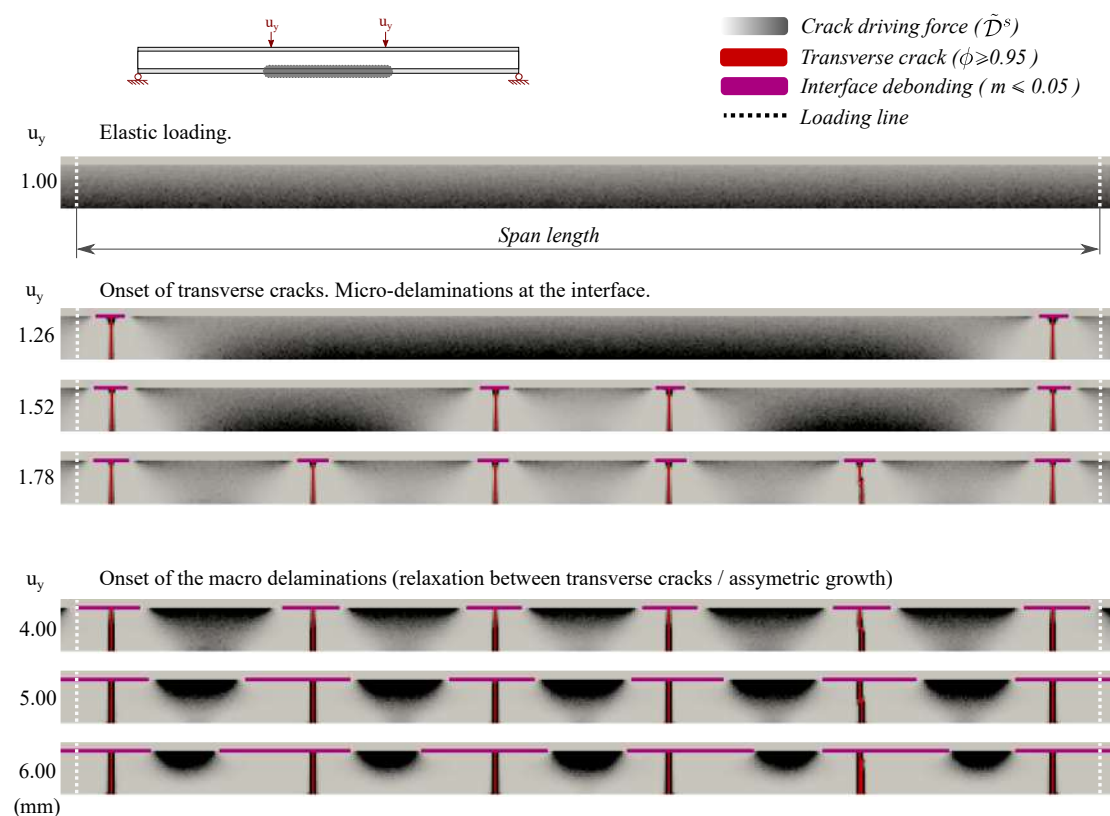 u_y u_y
Crack driving force (𝒟̃ˢ)
Transverse crack (ϕ≥0.95 )
Interface debonding ( m ≤ 0.05 )
Loading line
u_y Elastic loading.
1.00
Span length
u_y Onset of transverse cracks. Micro-delaminations at the interface.
1.26
1.52
1.78
u_y Onset of the macro delaminations (relaxation between transverse cracks / assymetric growth)
4.00
5.00
6.00
(mm)